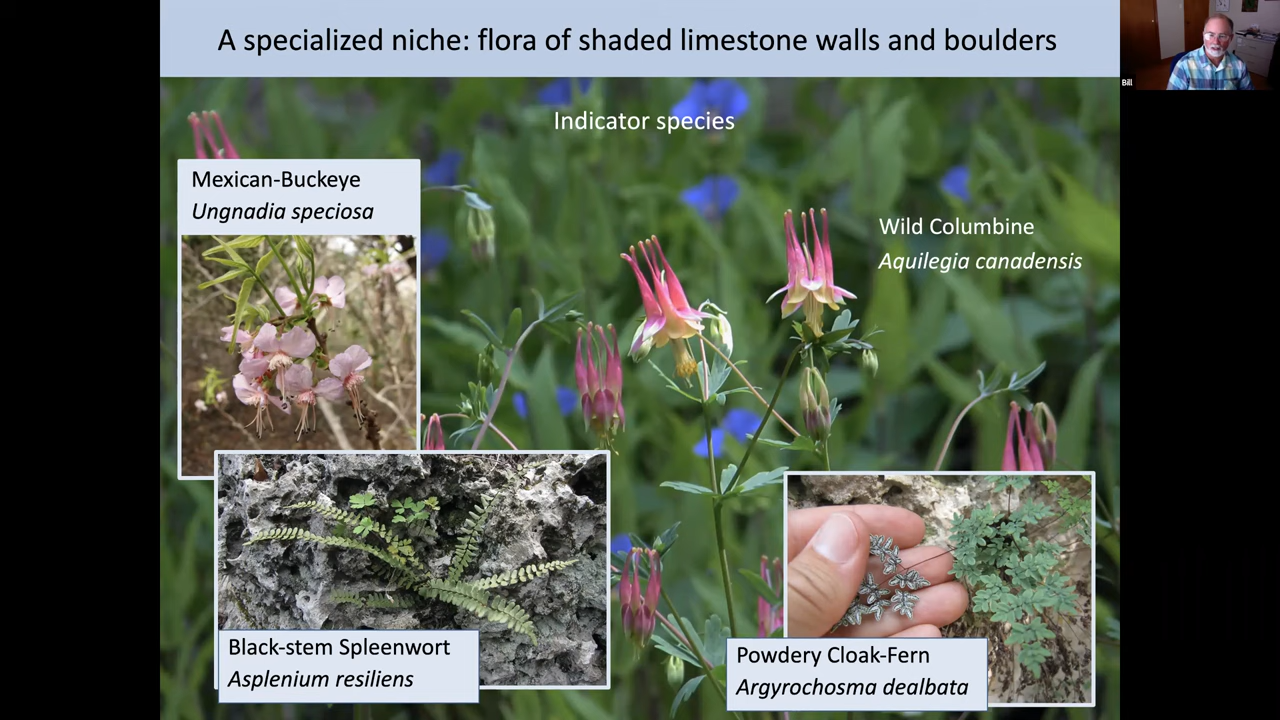 A specialized niche: flora of shaded limestone walls and boulders
Bill
Indicator species
Mexican-Buckeye
Ungnadia speciosa
Wild Columbine
Aquilegia canadensis
Black-stem Spleenwort
Asplenium resiliens
Powdery Cloak-Fern
Argyrochosma dealbata